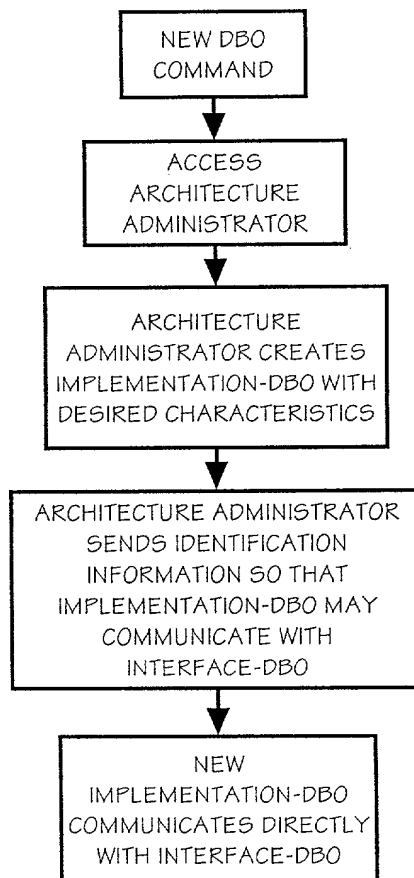 NEW DBO
COMMAND
ACCESS
ARCHITECTURE
ADMINISTRATOR
ARCHITECTURE
ADMINISTRATOR CREATES
IMPLEMENTATION-DBO WITH
DESIRED CHARACTERISTICS
ARCHITECTURE ADMINISTRATOR
SENDS IDENTIFICATION
INFORMATION SO THAT
IMPLEMENTATION-DBO MAY
COMMUNICATE WITH
INTERFACE-DBO
NEW
IMPLEMENTATION-DBO
COMMUNICATES DIRECTLY
WITH INTERFACE-DBO